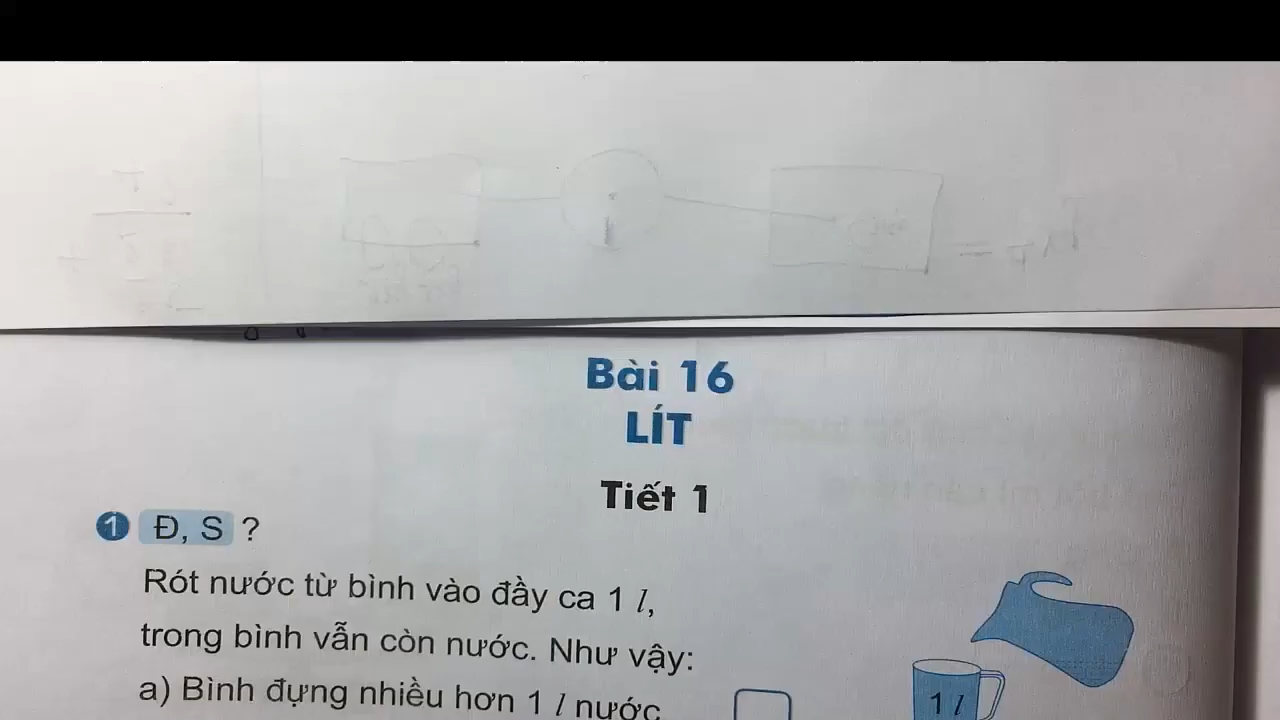 Bài 16
LÍT
Tiết 1
1 Đ, S ?
Rót nước từ bình vào đầy ca 1 l,
trong bình vẫn còn nước. Như vậy:
a) Bình đựng nhiều hơn 1 l nước
1 l